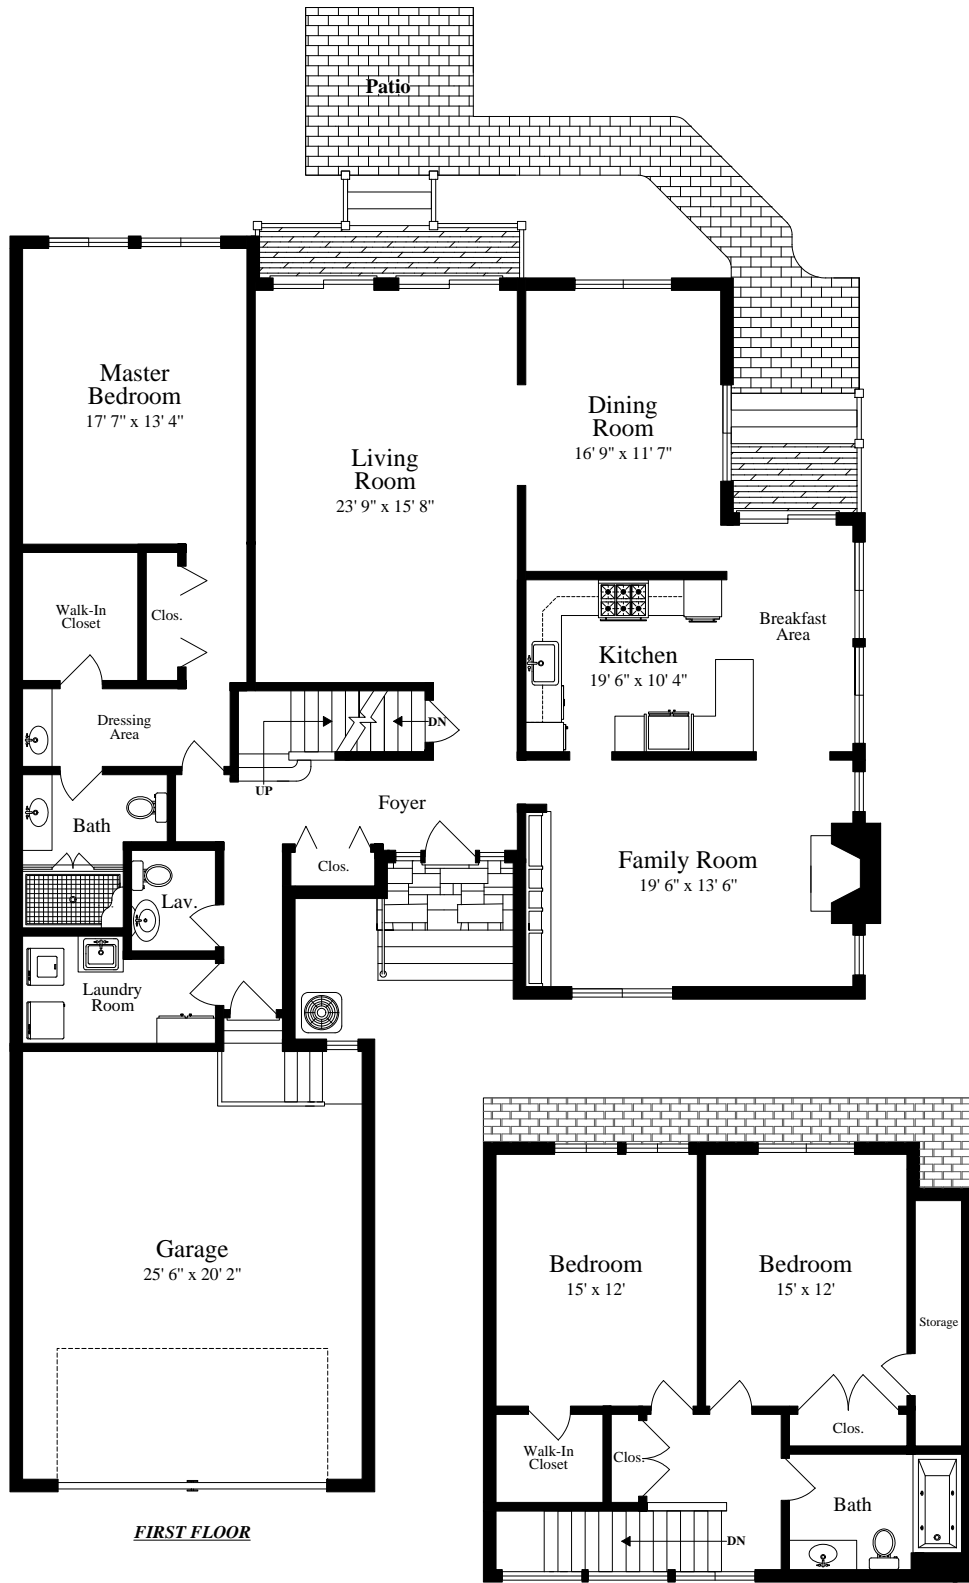 Patio
Master
Bedroom
17' 7" x 13' 4"
Living
Room
23' 9" x 15' 8"
Dining
Room
16' 9" x 11' 7"
Walk-In
Closet
Clos.
Breakfast
Area
Kitchen
19' 6" x 10' 4"
Dressing
Area
DN
UP
Foyer
Bath
Clos.
Family Room
19' 6" x 13' 6"
Lav.
Laundry
Room
Garage
25' 6" x 20' 2"
FIRST FLOOR
Bedroom
15' x 12'
Bedroom
15' x 12'
Storage
Walk-In
Closet
Clos.
Clos.
Bath
DN